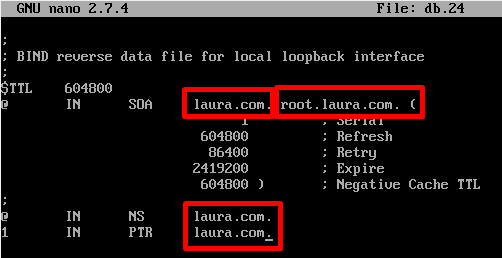 GNU nano 2.7.4 File: db.24
;
; BIND reverse data file for local loopback interface
;
$TTL 604800
@ IN SOA laura.com. root.laura.com. (
1 ; Serial
604800 ; Refresh
86400 ; Retry
2419200 ; Expire
604800 ) ; Negative Cache TTL
;
@ IN NS laura.com.
1 IN PTR laura.com.